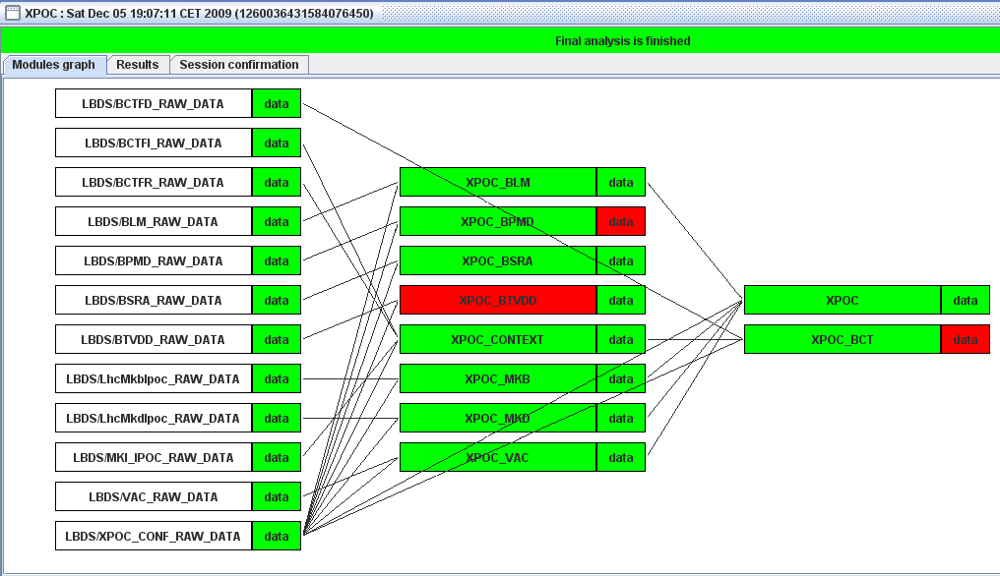 XPOC : Sat Dec 05 19:07:11 CET 2009 (1260036431584076450)
Final analysis is finished
Modules graph Results Session confirmation
LBDS/BCTFD_RAW_DATA data
LBDS/BCTFI_RAW_DATA data
LBDS/BCTFR_RAW_DATA data XPOC_BLM data
LBDS/BLM_RAW_DATA data XPOC_BPMD data
LBDS/BPMD_RAW_DATA data XPOC_BSRA data
LBDS/BSRA_RAW_DATA data XPOC_BTVDD data XPOC data
LBDS/BTVDD_RAW_DATA data XPOC_CONTEXT data XPOC_BCT data
LBDS/LhcMkbIpoc_RAW_DATA data XPOC_MKB data
LBDS/LhcMkdIpoc_RAW_DATA data XPOC_MKD data
LBDS/MKI_IPOC_RAW_DATA data XPOC_VAC data
LBDS/VAC_RAW_DATA data
LBDS/XPOC_CONF_RAW_DATA data